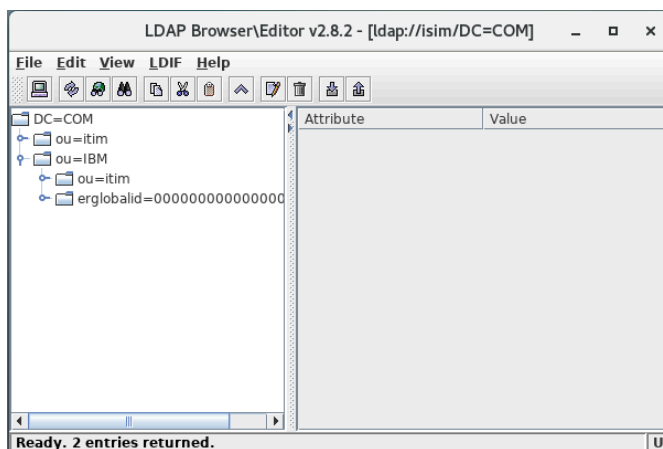 LDAP Browser\Editor v2.8.2 - [ldap://isim/DC=COM]
File Edit View LDIF Help
DC=COM
ou=itim
ou=IBM
ou=itim
erglobalid=000000000000000
Attribute Value
Ready. 2 entries returned.
U